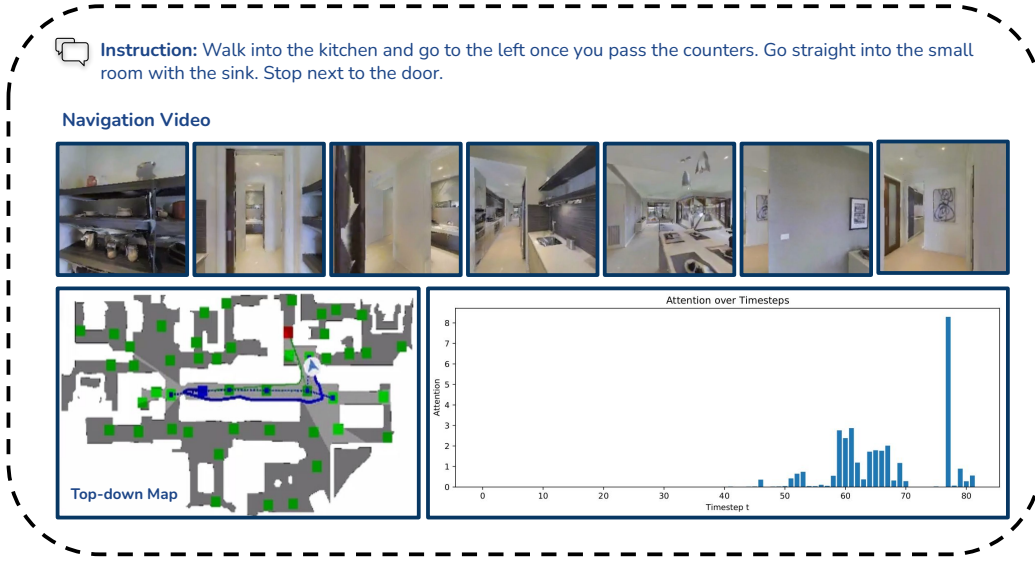 Instruction: Walk into the kitchen and go to the left once you pass the counters. Go straight into the small
room with the sink. Stop next to the door.
Navigation Video
Top-down Map
Attention over Timesteps
Attention
8
7
6
5
4
3
2
1
0
0 10 20 30 40 50 60 70 80
Timestep t